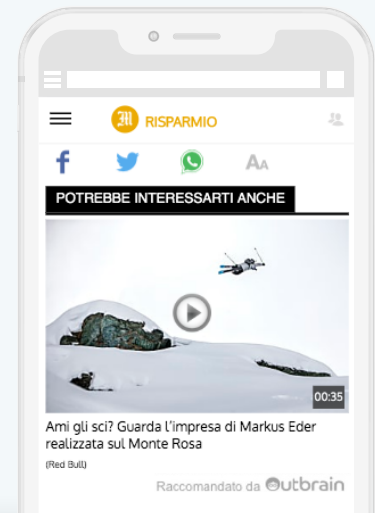 M RISPARMIO
f AA
POTREBBE INTERESSARTI ANCHE
00:35
Ami gli sci? Guarda l'impresa di Markus Eder
realizzata sul Monte Rosa
(Red Bull)
Raccomandato da Outbrain